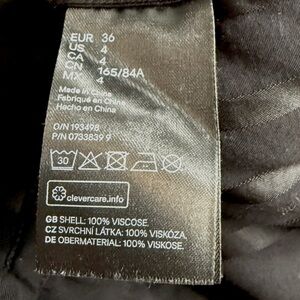 EUR 36
US 4
CA 4
CN 165/84A
MX 4
Made in China
Fabriqué en China
Hecho en China
O/N 193498
P/N 0733839 9
30
clevercare.info
GB SHELL: 100% VISCOSE.
CZ SVRCHNÍ LÁTKA: 100% VISKÓZA.
DE OBERMATERIAL: 100% VISKOSE.